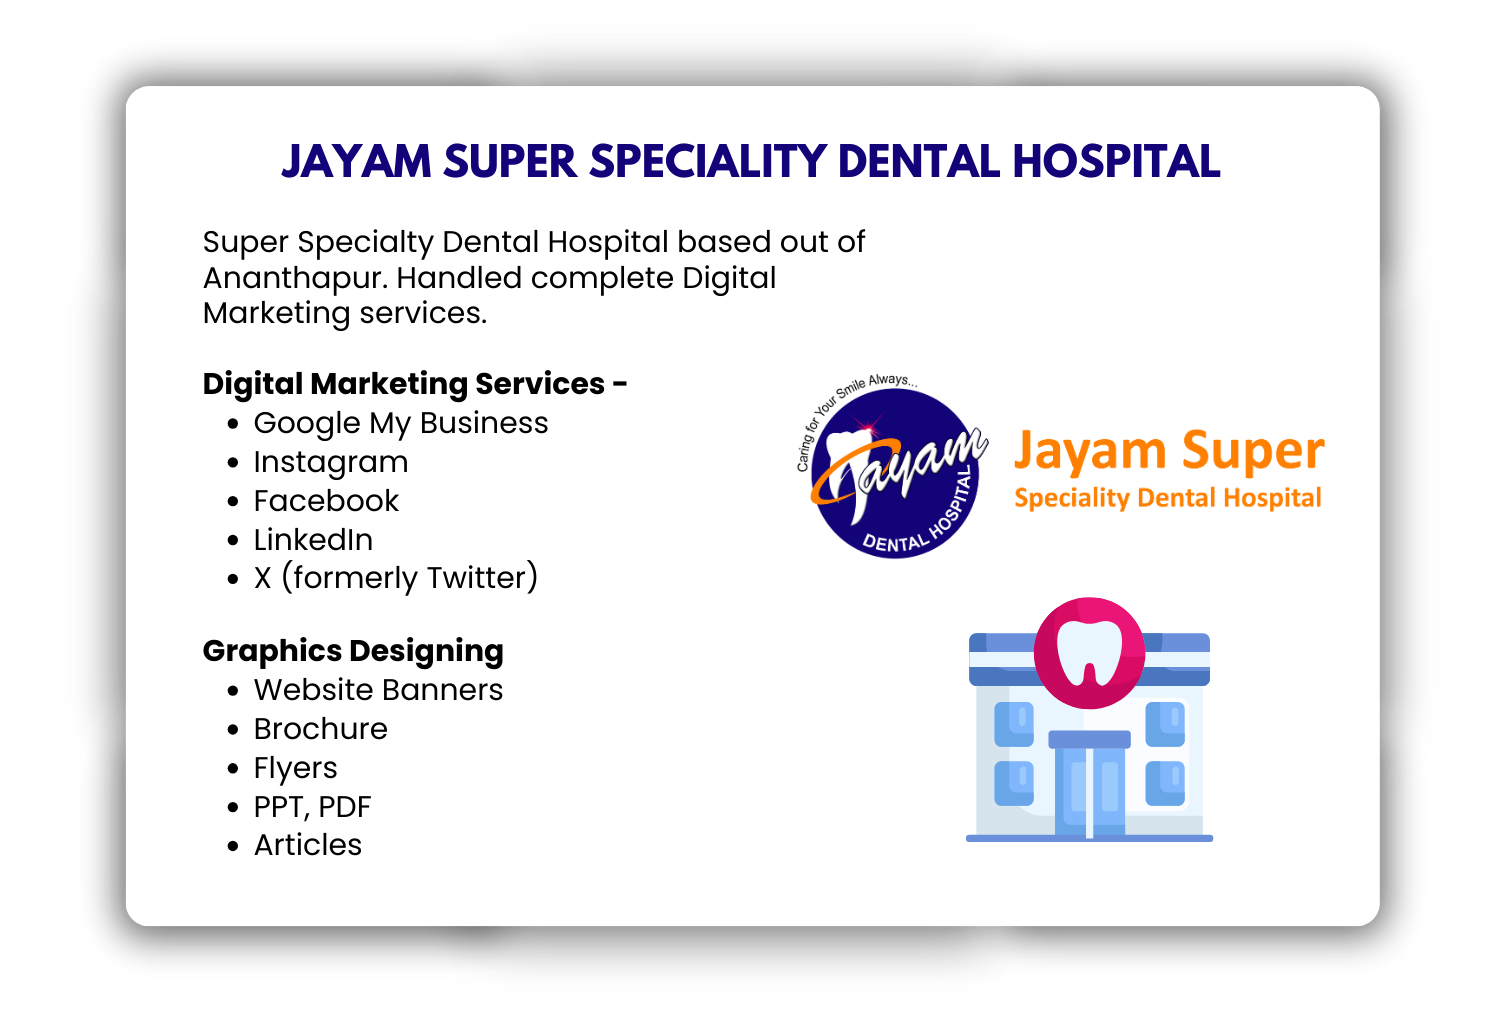 JAYAM SUPER SPECIALITY DENTAL HOSPITAL
Super Specialty Dental Hospital based out of
Ananthapur. Handled complete Digital
Marketing services.
Digital Marketing Services -
• Google My Business
• Instagram
• Facebook
• LinkedIn
• X (formerly Twitter)
Graphics Designing
• Website Banners
• Brochure
• Flyers
• PPT, PDF
• Articles
Caring for Your Smile Always...
Jayam
DENTAL HOSPITAL
Jayam Super
Speciality Dental Hospital